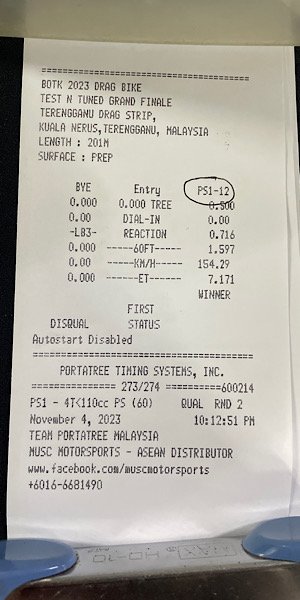 ==========================================
BOTK 2023 DRAG BIKE
TEST N TUNED GRAND FINALE
TERENGGANU DRAG STRIP,
KUALA NERUS,TERENGGANU, MALAYSIA
LENGTH : 201M
SURFACE : PREP
BYE Entry PS1-12
0.000 0.000 TREE 0.500
0.00 DIAL-IN 0.00
-LB3- REACTION 0.716
0.000 ------60FT------ 1.597
0.00 ------KM/H------ 154.29
0.000 -------ET------- 7.171
WINNER
FIRST
DISQUAL STATUS
Autostart Disabled
==========================================
PORTATREE TIMING SYSTEMS, INC.
================ 273/274 ==========600214
PS1 - 4T<110cc PS (60) QUAL RND 2
November 4, 2023 10:12:51 PM
TEAM PORTATREE MALAYSIA
MUSC MOTORSPORTS - ASEAN DISTRIBUTOR
www.facebook.com/muscmotorsports
+6016-6681490